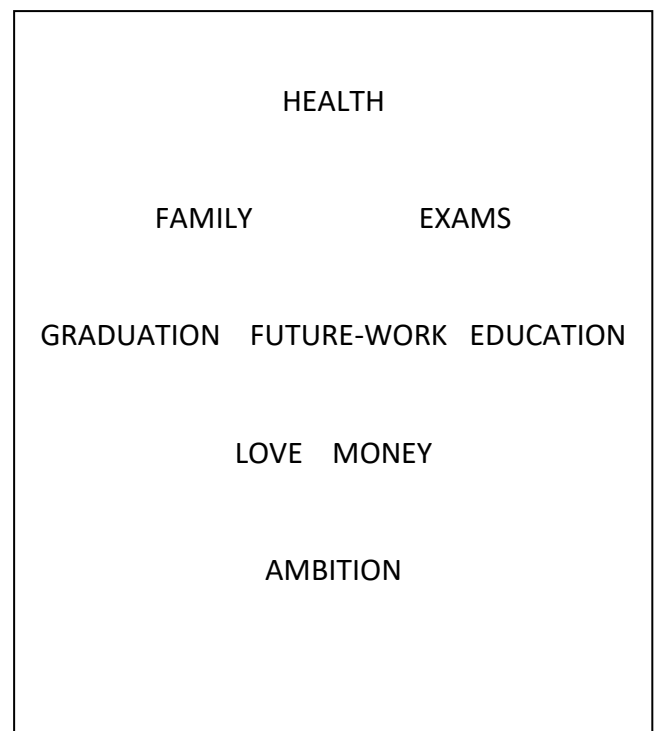 HEALTH
FAMILY EXAMS
GRADUATION FUTURE-WORK EDUCATION
LOVE MONEY
AMBITION